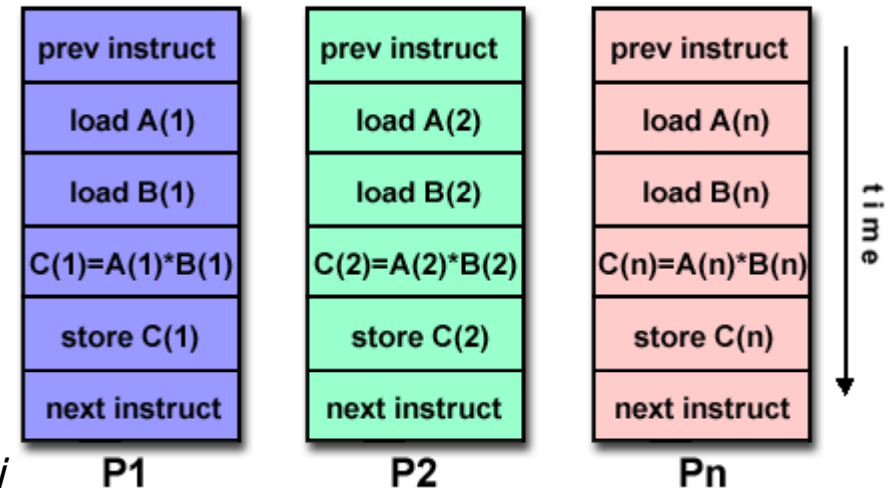 prev instruct
load A(1)
load B(1)
C(1)=A(1)*B(1)
store C(1)
next instruct
P1
prev instruct
load A(2)
load B(2)
C(2)=A(2)*B(2)
store C(2)
next instruct
P2
prev instruct
load A(n)
load B(n)
C(n)=A(n)*B(n)
store C(n)
next instruct
Pn
time
i